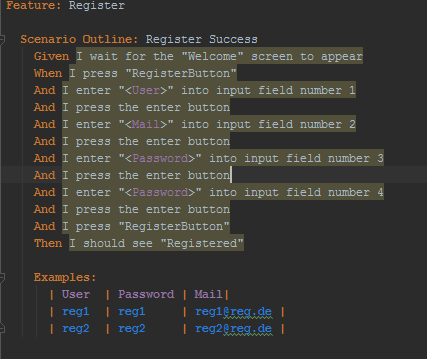 Feature: Register
Scenario Outline: Register Success
Given I wait for the "Welcome" screen to appear
When I press "RegisterButton"
And I enter "<User>" into input field number 1
And I press the enter button
And I enter "<Mail>" into input field number 2
And I press the enter button
And I enter "<Password>" into input field number 3
And I press the enter button
And I enter "<Password>" into input field number 4
And I press the enter button
And I press "RegisterButton"
Then I should see "Registered"
Examples:
| User | Password | Mail|
| reg1 | reg1 | reg1@reg.de |
| reg2 | reg2 | reg2@reg.de |